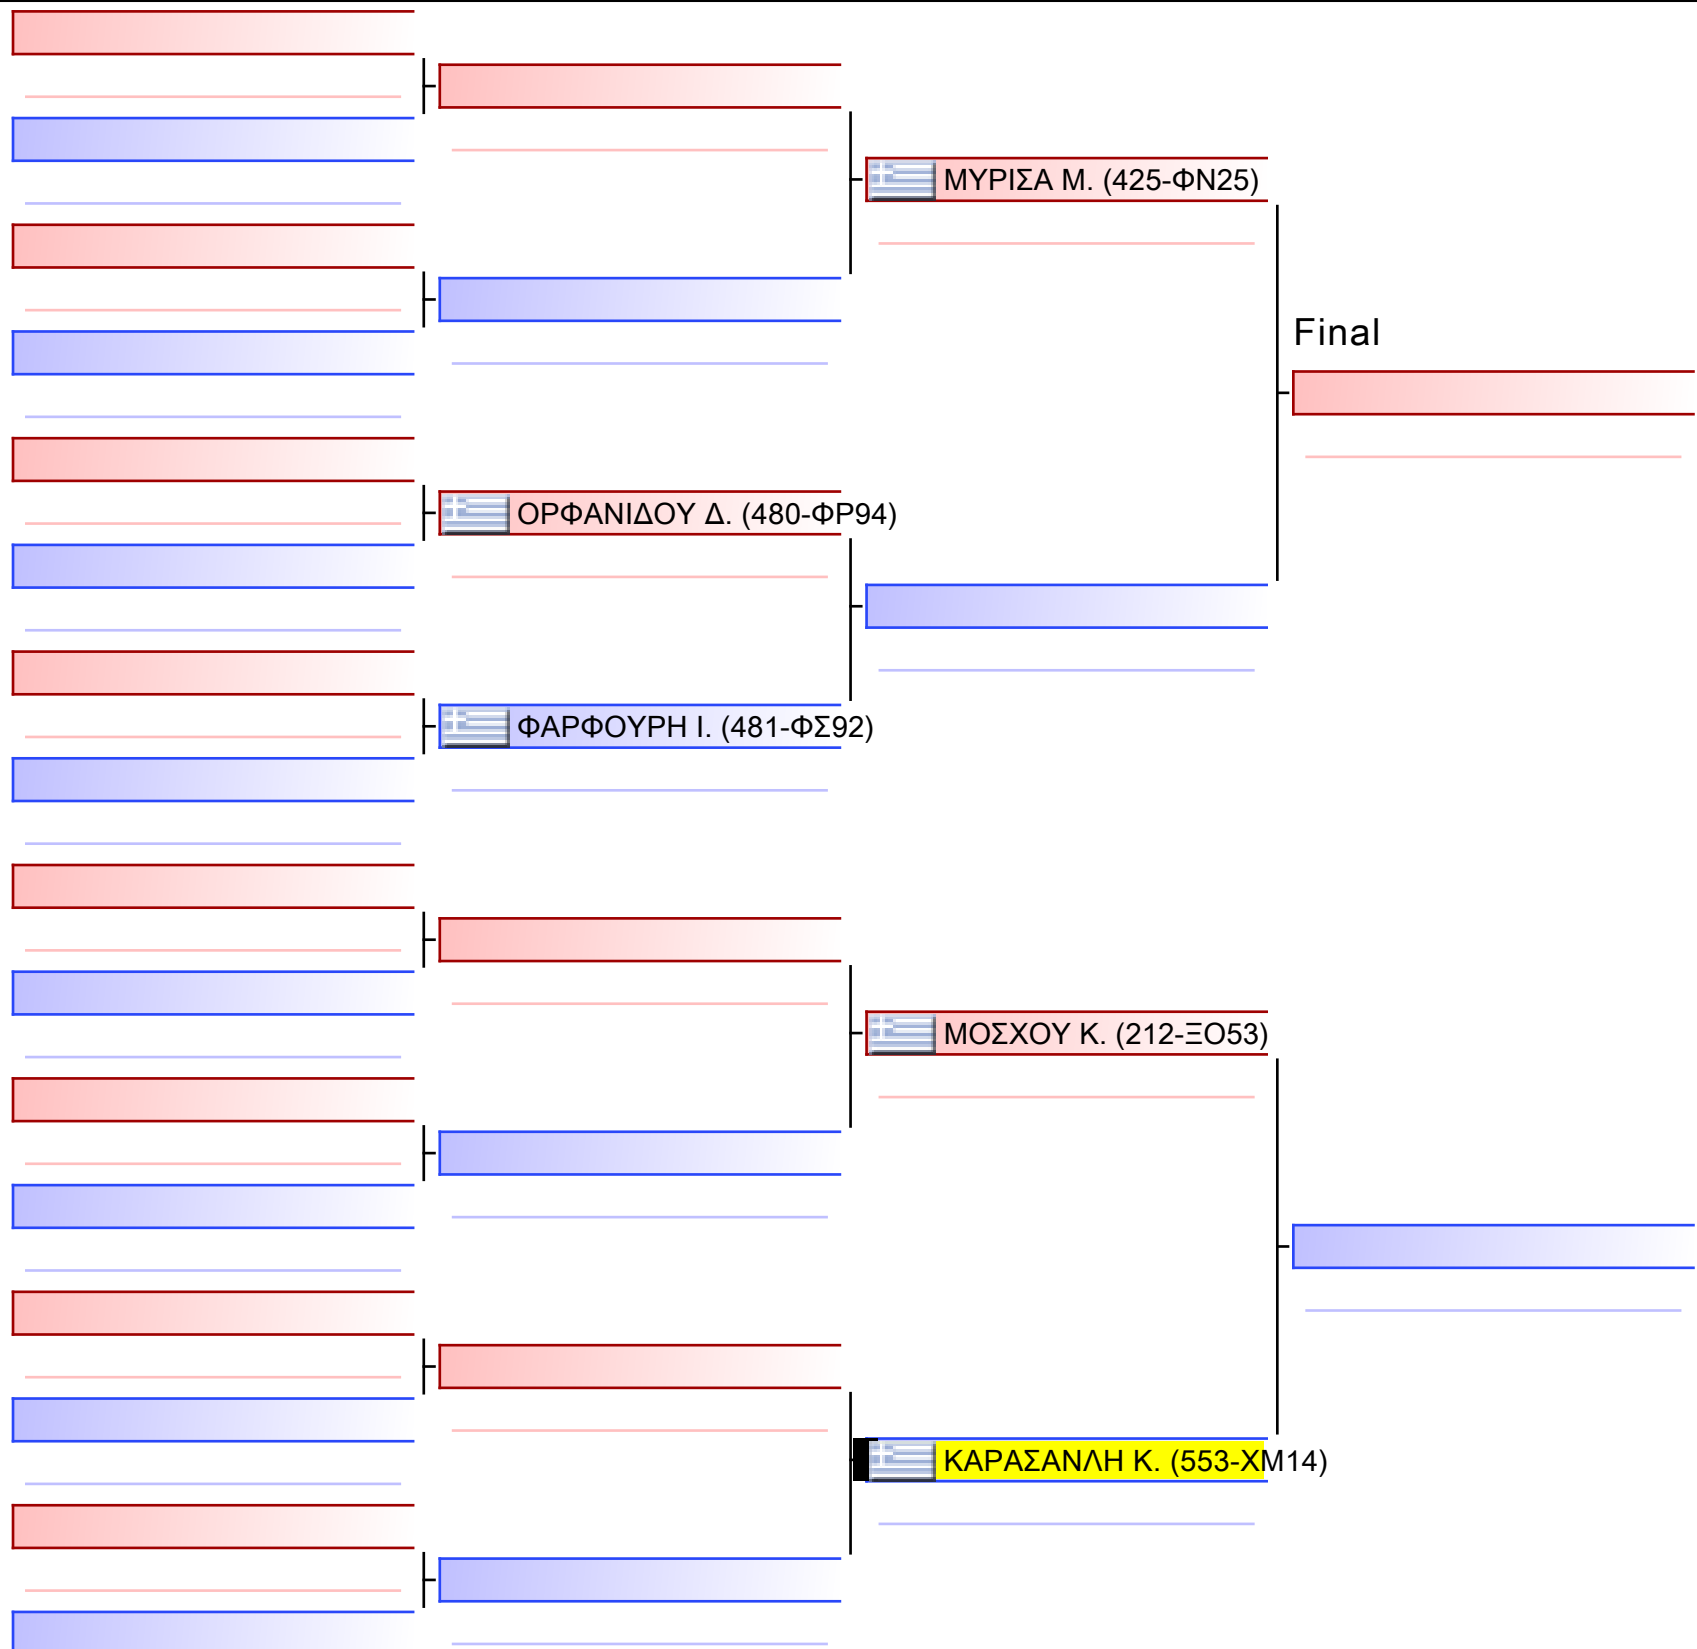 ΜΥΡΙΣΑ Μ. (425-ΦΝ25)
Final
ΟΡΦΑΝΙΔΟΥ Δ. (480-ΦΡ94)
ΦΑΡΦΟΥΡΗ Ι. (481-ΦΣ92)
ΜΟΣΧΟΥ Κ. (212-ΞΟ53)
ΚΑΡΑΣΑΝΛΗ Κ. (553-ΧΜ14)